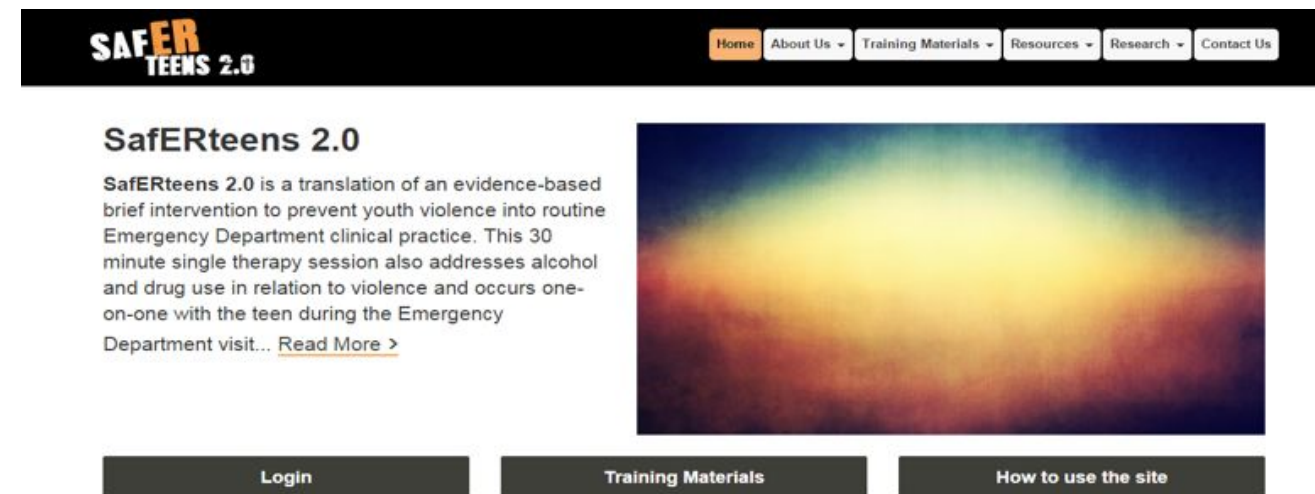 SAFER
TEENS 2.0
Home About Us Training Materials Resources Research Contact Us
SafERteens 2.0
SafERteens 2.0 is a translation of an evidence-based
brief intervention to prevent youth violence into routine
Emergency Department clinical practice. This 30
minute single therapy session also addresses alcohol
and drug use in relation to violence and occurs one-
on-one with the teen during the Emergency
Department visit... Read More >
Login Training Materials How to use the site